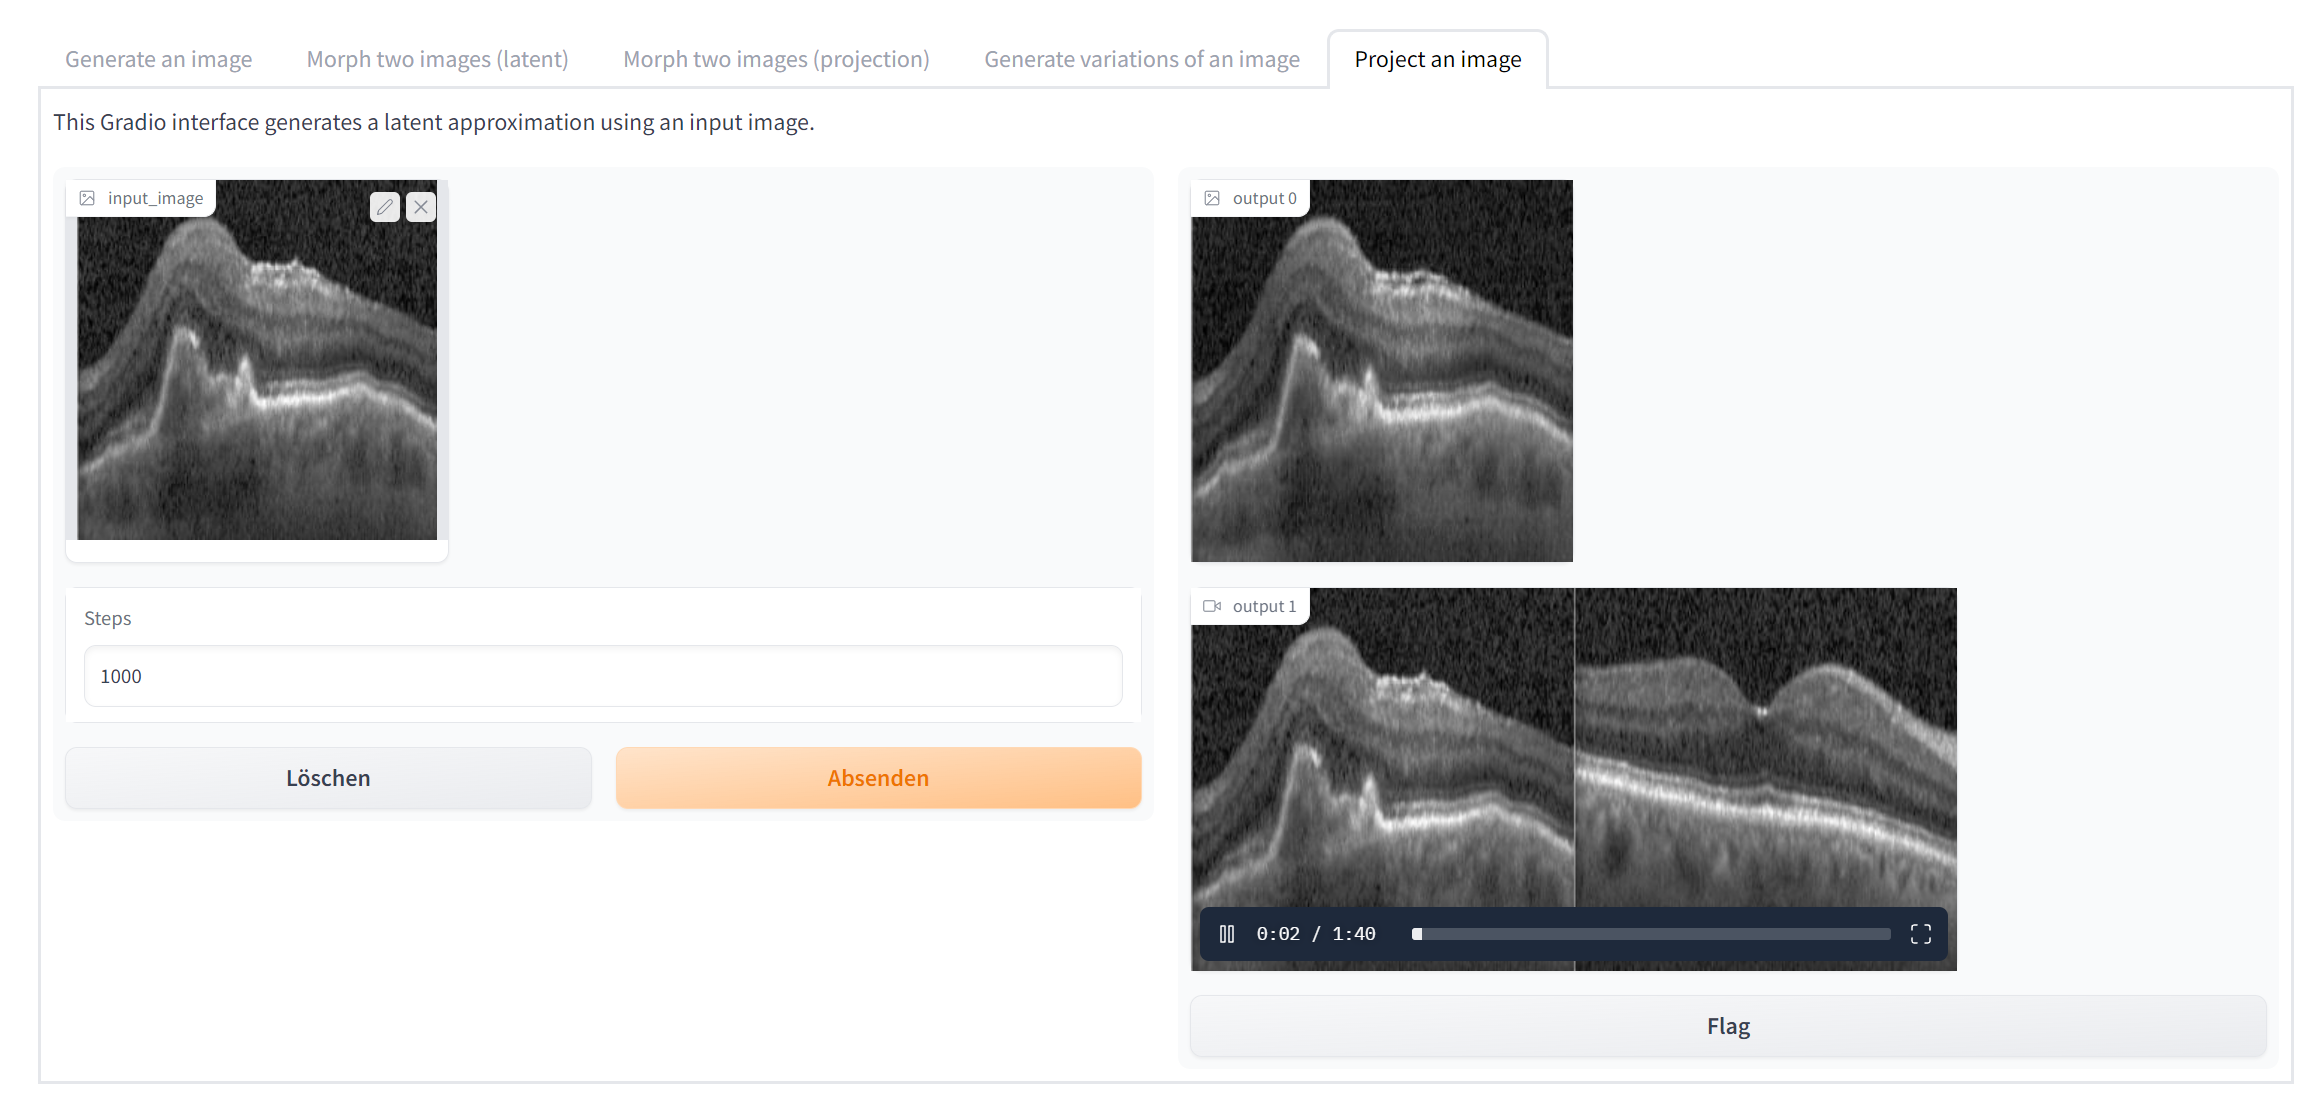 Generate an image
Morph two images (latent)
Morph two images (projection)
Generate variations of an image
Project an image
This Gradio interface generates a latent approximation using an input image.
input_image
Steps
1000
Löschen
Absenden
output 0
output 1
0:02 / 1:40
Flag